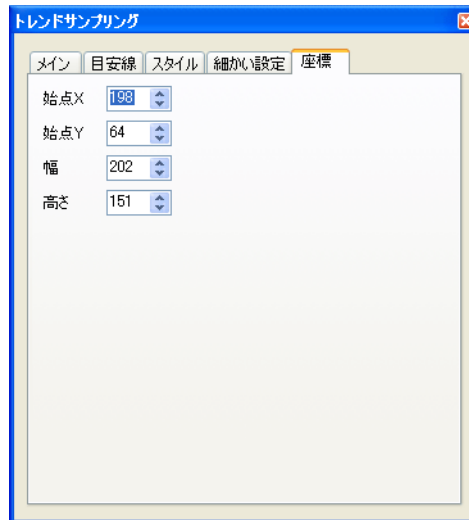 トレンドサンプリング
メイン 目安線 スタイル 細かい設定 座標
始点X 198
始点Y 64
幅 202
高さ 151